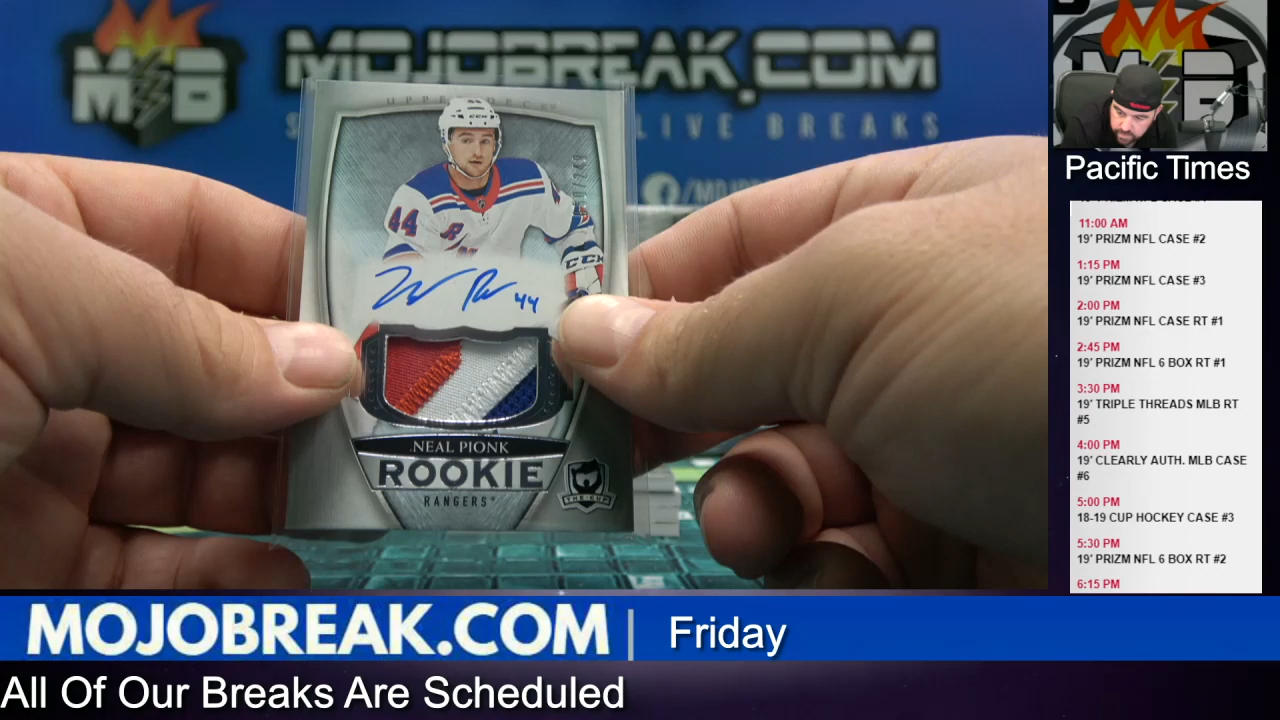 MOJOBREAK.COM
LIVE BREAKS
UPPER DECK
44
44
CCM
NEAL PIONK
ROOKIE
RANGERS
THE CUP
MB
Pacific Times
11:00 AM
19' PRIZM NFL CASE #2
1:15 PM
19' PRIZM NFL CASE #3
2:00 PM
19' PRIZM NFL CASE RT #1
2:45 PM
19' PRIZM NFL 6 BOX RT #1
3:30 PM
19' TRIPLE THREADS MLB RT
#5
4:00 PM
19' CLEARLY AUTH. MLB CASE
#6
5:00 PM
18-19 CUP HOCKEY CASE #3
5:30 PM
19' PRIZM NFL 6 BOX RT #2
6:15 PM
MOJOBREAK.COM | Friday
All Of Our Breaks Are Scheduled